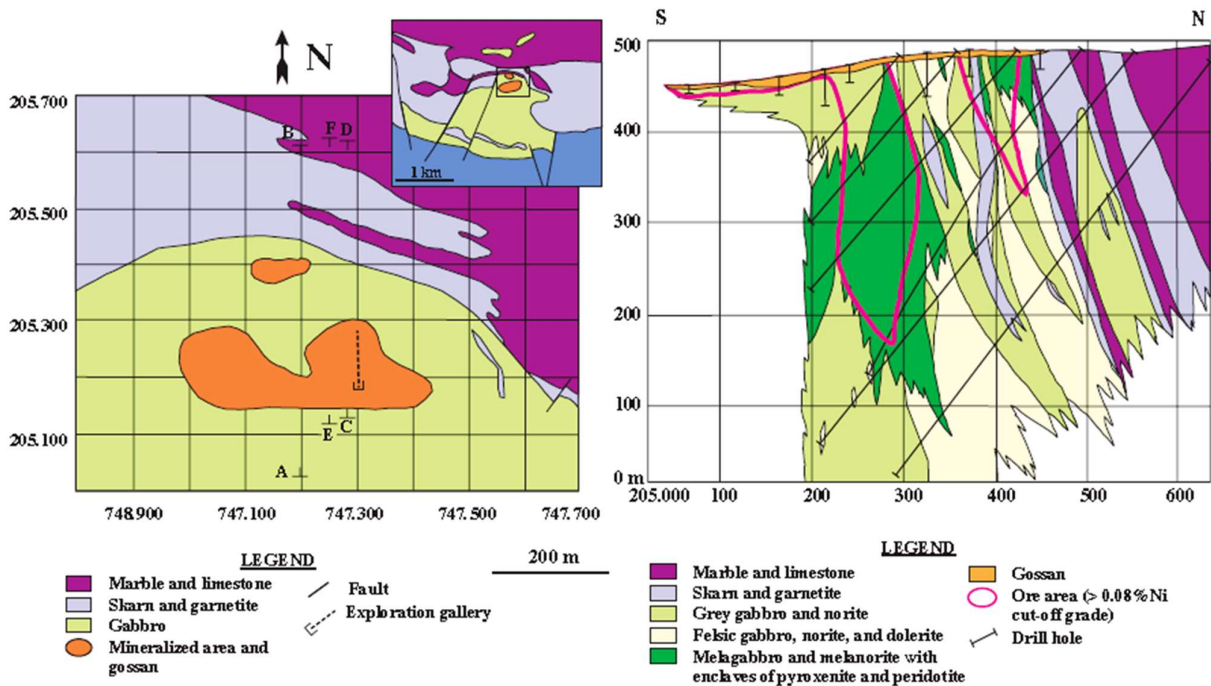 N
205.700
205.500
205.300
205.100
B
F D
E C
A
1 km
748.900
747.100
747.300
747.500
747.700
LEGEND
Marble and limestone
Skarn and garnetite
Gabbro
Mineralized area and
gossan
Fault
Exploration gallery
200 m
S
N
500
400
300
200
100
0 m
205.000
100
200
300
400
500
600
LEGEND
Marble and limestone
Skarn and garnetite
Grey gabbro and norite
Felsic gabbro, norite, and dolerite
Melagabbro and melanorite with
enclaves of pyroxenite and peridotite
Gossan
Ore area (> 0.08% Ni
cut-off grade)
Drill hole